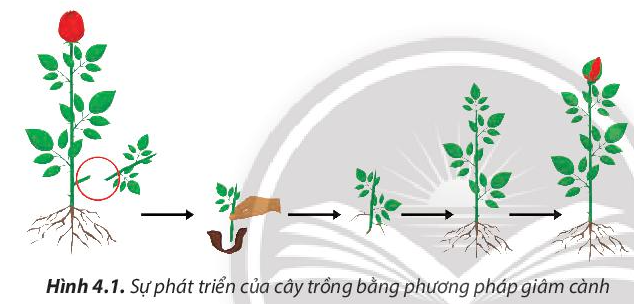 Hình 4.1. Sự phát triển của cây trồng bằng phương pháp giâm cành